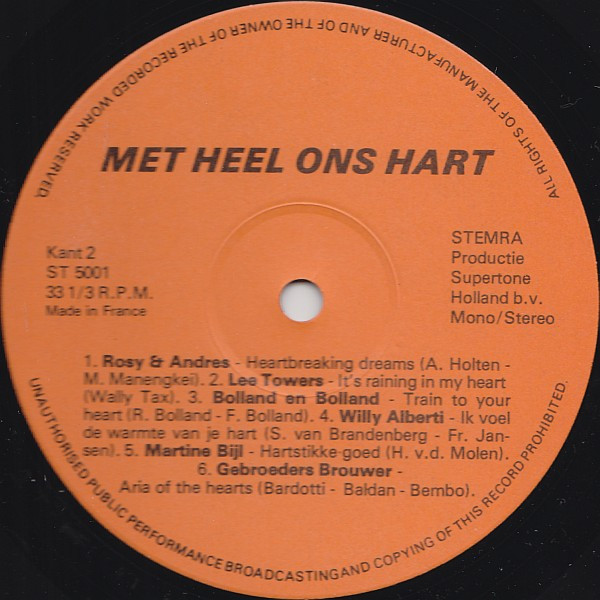 ALL RIGHTS OF THE MANUFACTURER AND OF THE OWNER OF THE RECORDED WORK RESERVED.
MET HEEL ONS HART
Kant 2
ST 5001
33 1/3 R.P.M.
Made in France
STEMRA
Productie
Supertone
Holland b.v.
Mono/Stereo
1. Rosy & Andres - Heartbreaking dreams (A. Holten -
M. Manengkei). 2. Lee Towers - It's raining in my heart
(Wally Tax). 3. Bolland en Bolland - Train to your
heart (R. Bolland - F. Bolland). 4. Willy Alberti - Ik voel
de warmte van je hart (S. van Brandenberg - Fr. Jan-
sen). 5. Martine Bijl - Hartstikke goed (H. v.d. Molen).
6. Gebroeders Brouwer -
Aria of the hearts (Bardotti - Baldan - Bembo).
UNAUTHORISED PUBLIC PERFORMANCE BROADCASTING AND COPYING OF THIS RECORD PROHIBITED.